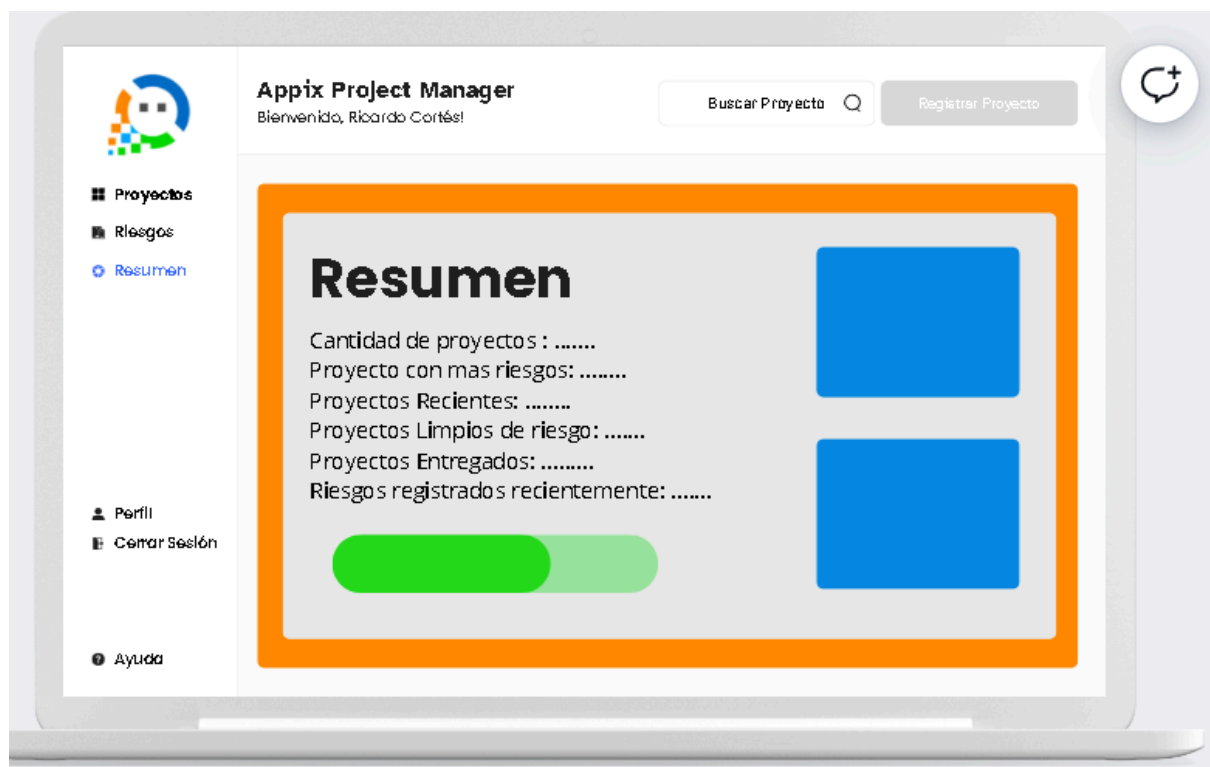 Appix Project Manager
Bienvenido, Ricardo Cortés!
Buscar Proyecto
Registrar Proyecto
Proyectos
Riesgos
Resumen
Perfil
Cerrar Sesión
Ayuda
Resumen
Cantidad de proyectos : .......
Proyecto con mas riesgos: ........
Proyectos Recientes: ........
Proyectos Limpios de riesgo: .......
Proyectos Entregados: .........
Riesgos registrados recientemente: .......